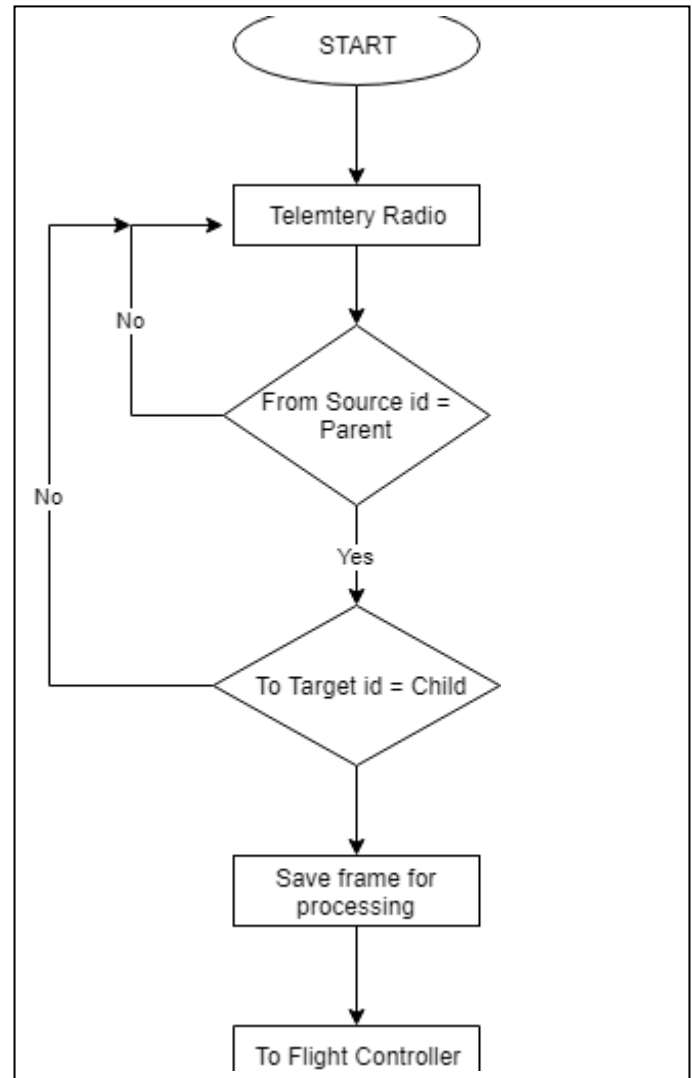 START
Telemtery Radio
No
From Source id =
Parent
No
Yes
To Target id = Child
Save frame for
processing
To Flight Controller